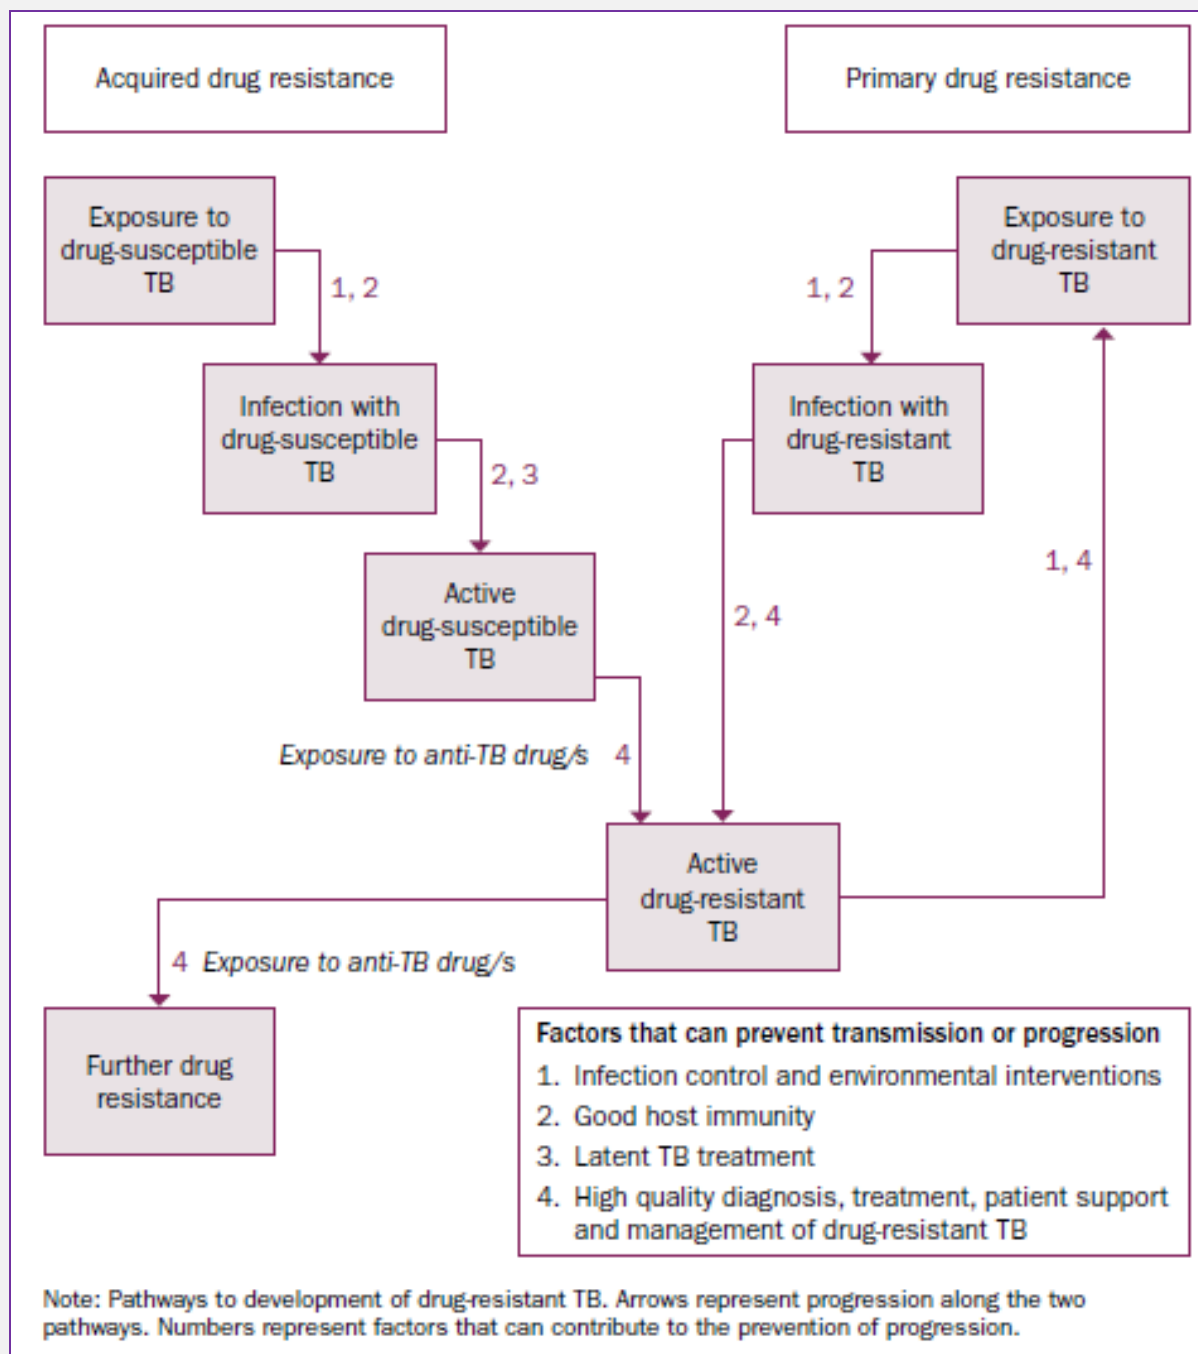 Acquired drug resistance
Primary drug resistance
Exposure to
drug-susceptible
TB
Exposure to
drug-resistant
TB
1, 2
1, 2
Infection with
drug-susceptible
TB
Infection with
drug-resistant
TB
2, 3
Active
drug-susceptible
TB
1, 4
2, 4
Exposure to anti-TB drug/s 4
Active
drug-resistant
TB
4 Exposure to anti-TB drug/s
Further drug
resistance
Factors that can prevent transmission or progression
1. Infection control and environmental interventions
2. Good host immunity
3. Latent TB treatment
4. High quality diagnosis, treatment, patient support
and management of drug-resistant TB
Note: Pathways to development of drug-resistant TB. Arrows represent progression along the two
pathways. Numbers represent factors that can contribute to the prevention of progression.